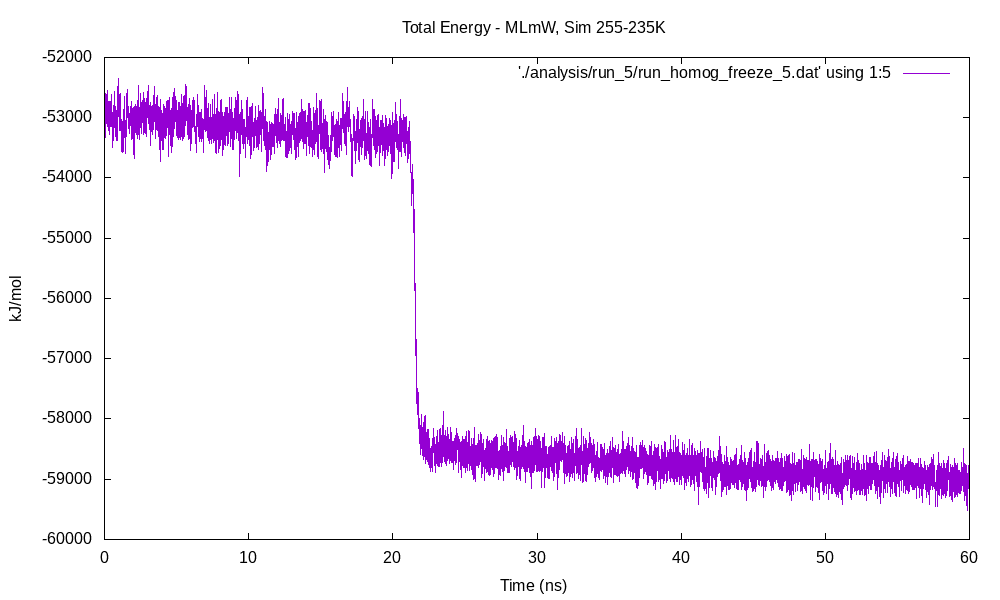 Total Energy - MLmW, Sim 255-235K
'./analysis/run_5/run_homog_freeze_5.dat' using 1:5
-52000
-53000
-54000
-55000
-56000
-57000
-58000
-59000
-60000
kJ/mol
0 10 20 30 40 50 60
Time (ns)